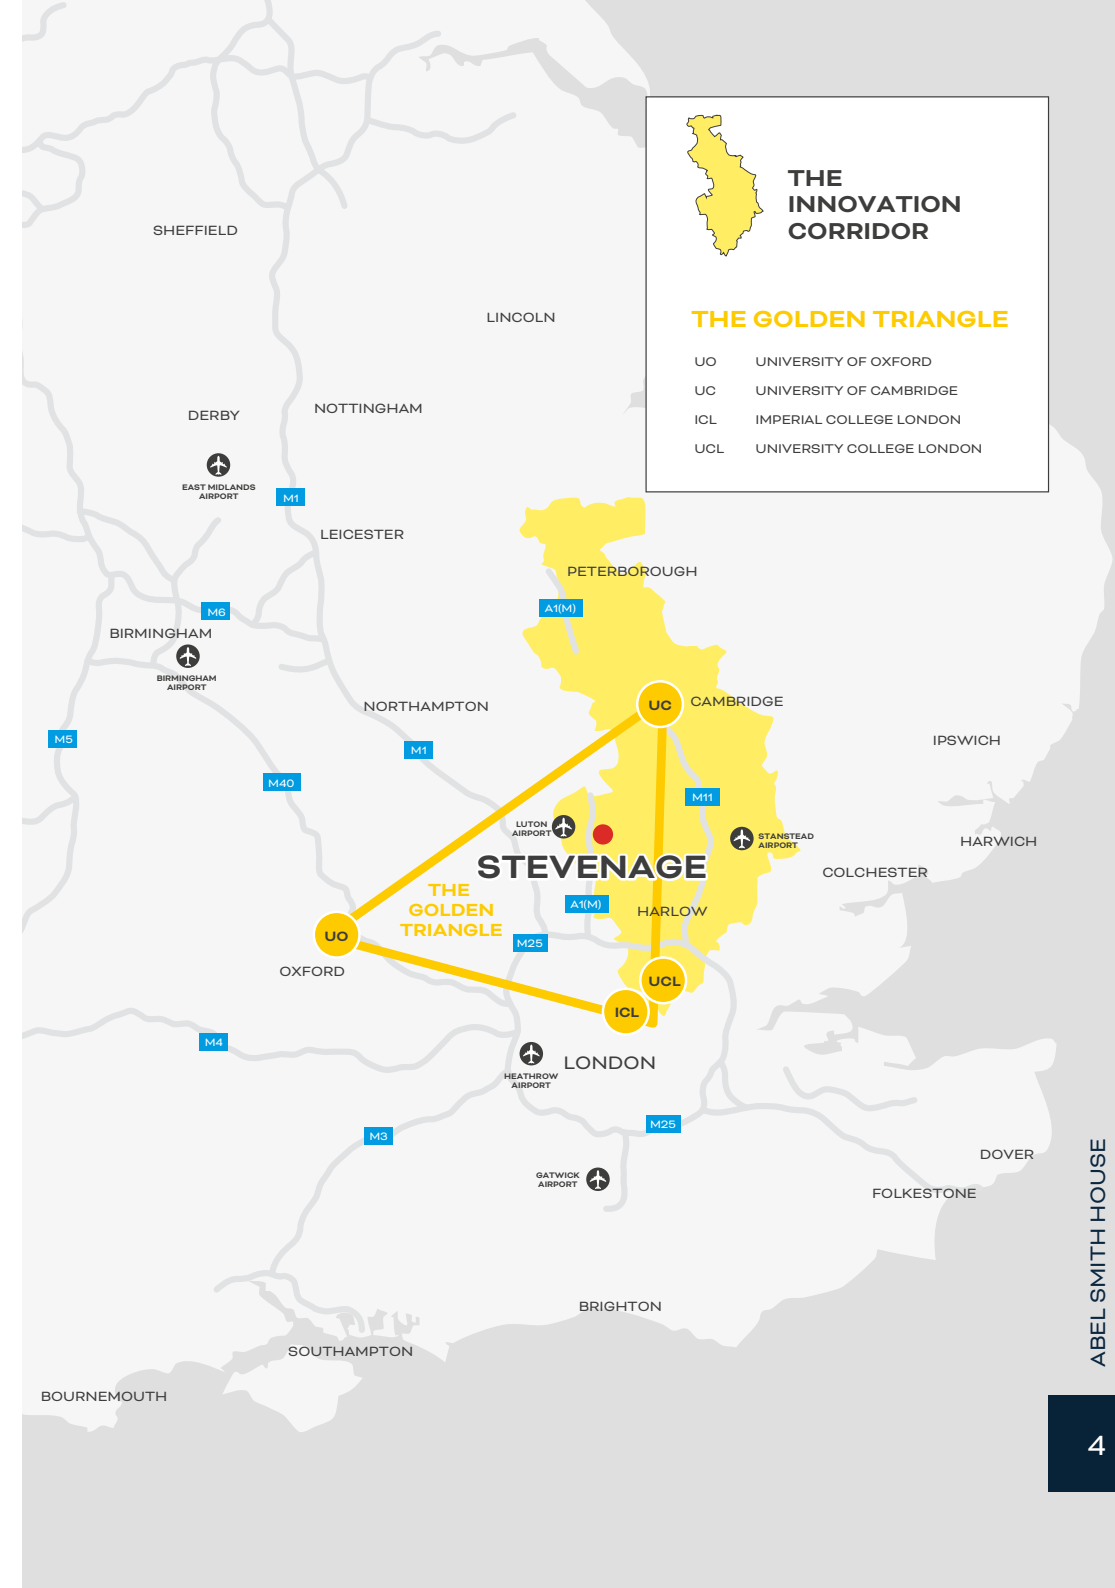 THE
INNOVATION
CORRIDOR
THE GOLDEN TRIANGLE
UO UNIVERSITY OF OXFORD
UC UNIVERSITY OF CAMBRIDGE
ICL IMPERIAL COLLEGE LONDON
UCL UNIVERSITY COLLEGE LONDON
SHEFFIELD
LINCOLN
DERBY
NOTTINGHAM
EAST MIDLANDS
AIRPORT
M1
LEICESTER
PETERBOROUGH
A1(M)
M6
BIRMINGHAM
BIRMINGHAM
AIRPORT
NORTHAMPTON
UC
CAMBRIDGE
M5
M1
IPSWICH
M40
M11
LUTON
AIRPORT
STANSTEAD
AIRPORT
HARWICH
STEVENAGE
COLCHESTER
THE
GOLDEN
TRIANGLE
A1(M)
HARLOW
UO
M25
OXFORD
UCL
ICL
M4
HEATHROW
AIRPORT
LONDON
M3
M25
DOVER
GATWICK
AIRPORT
FOLKESTONE
BRIGHTON
SOUTHAMPTON
BOURNEMOUTH
ABEL SMITH HOUSE
4